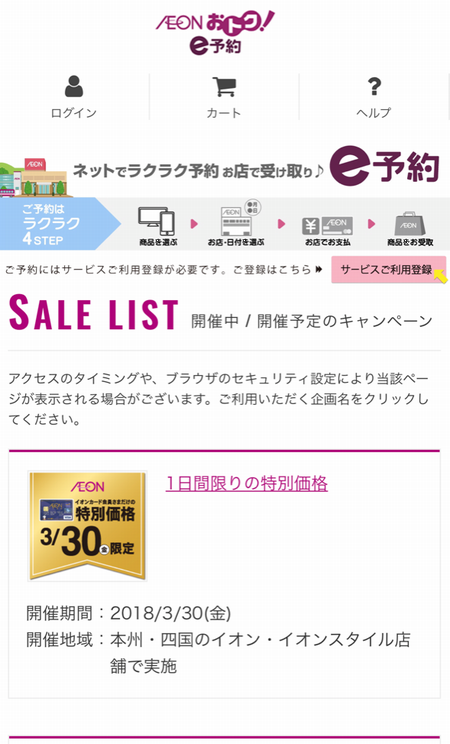 ÆON おトク!
e予約
ログイン
カート
ヘルプ
ÆON
ネットでラクラク予約 お店で受け取り♪ e予約
ご予約は
ラクラク
4STEP
商品を選ぶ
お店・日付を選ぶ
お店でお支払
商品をお受取
ご予約にはサービスご利用登録が必要です。ご登録はこちら
サービスご利用登録
SALE LIST 開催中 / 開催予定のキャンペーン
アクセスのタイミングや、ブラウザのセキュリティ設定により当該ペー
ジが表示される場合がございます。ご利用いただく企画名をクリックし
てください。
ÆON
イオンカード会員さまだけの
特別価格
3/30金限定
1日間限りの特別価格
開催期間：2018/3/30(金)
開催地域：本州・四国のイオン・イオンスタイル店
舗で実施